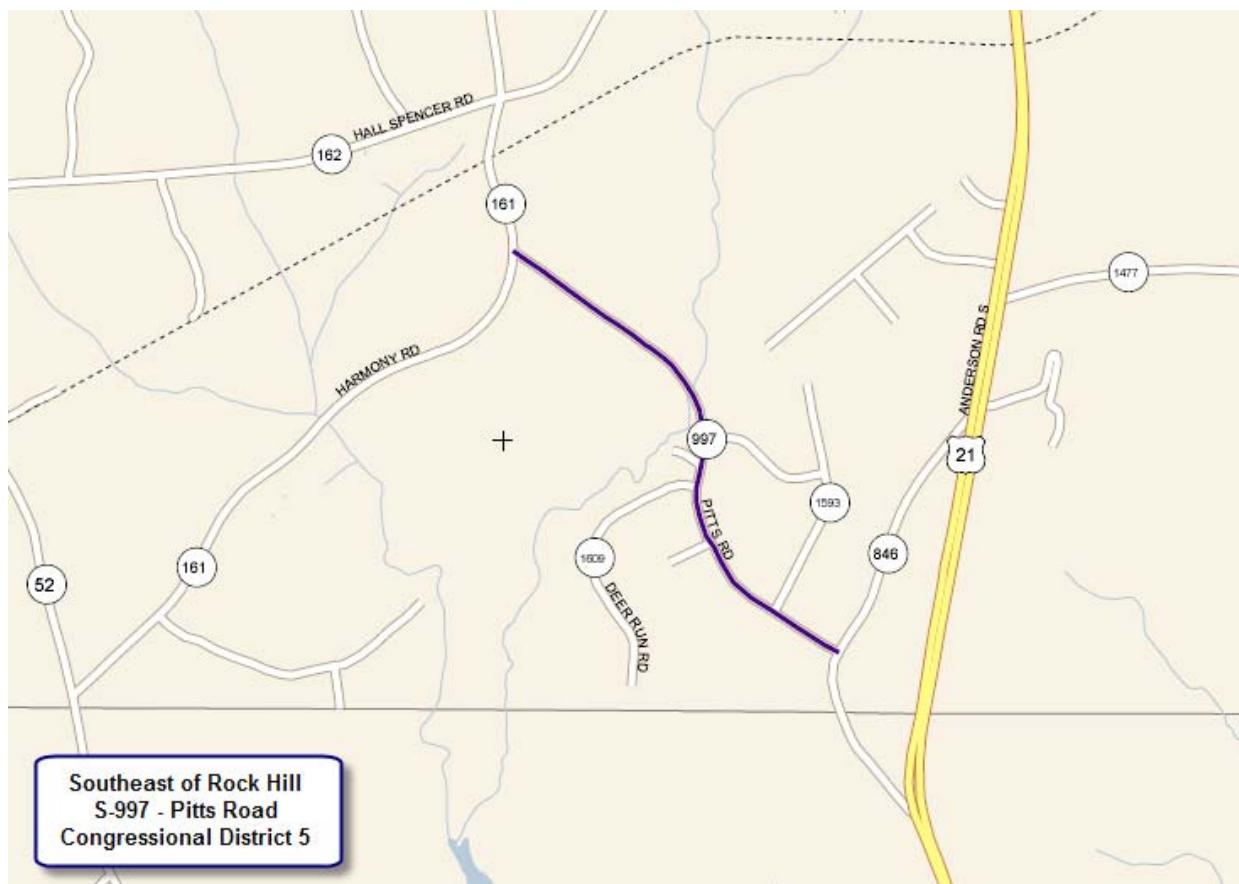 HALL SPENCER RD
162
161
1477
ANDERSON RD S
HARMONY RD
997
21
1593
PITTS RD
846
1609
161
52
DEER RUN RD
Southeast of Rock Hill
S-997 - Pitts Road
Congressional District 5